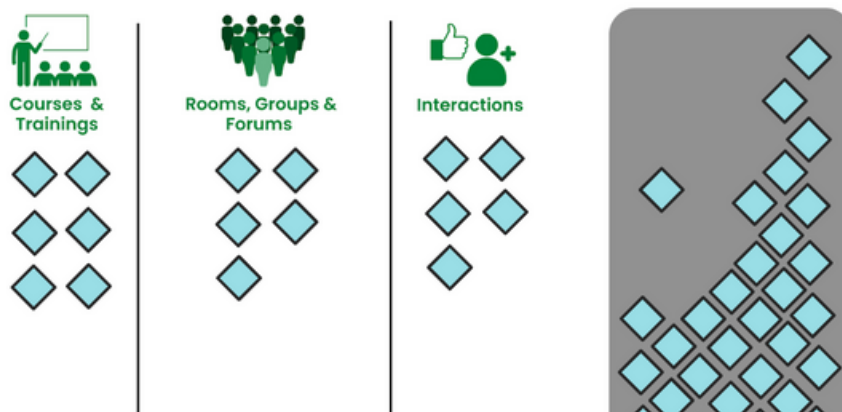 Courses &
Trainings
Rooms, Groups &
Forums
Interactions